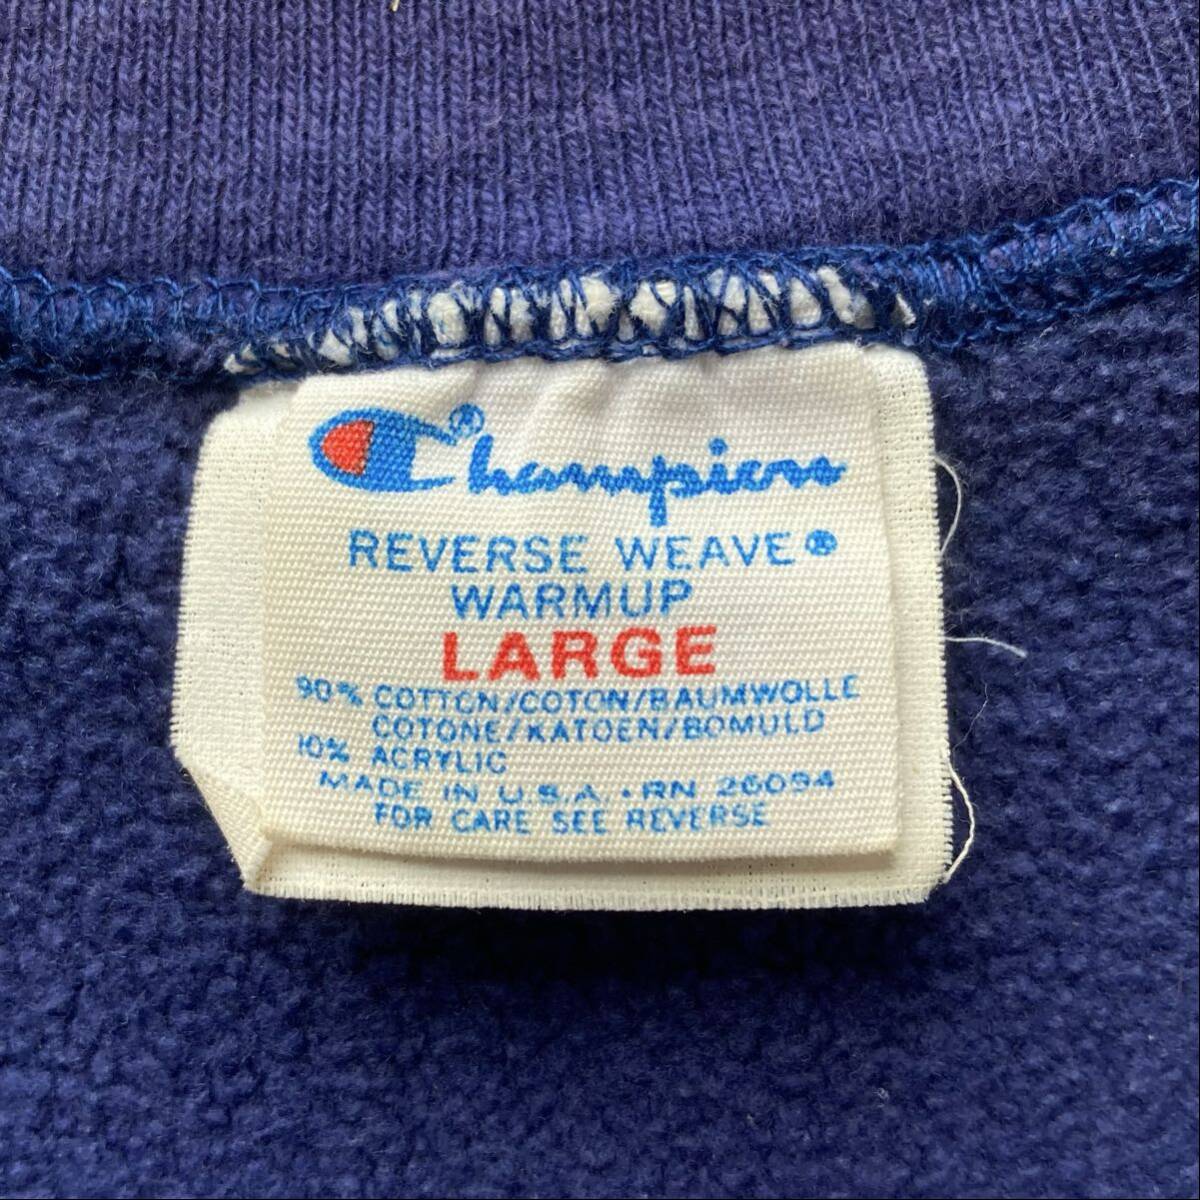 Champion®
REVERSE WEAVE®
WARMUP
LARGE
90% COTTON/COTON/BAUMWOLLE
COTONE/KATOEN/BOMULD
10% ACRYLIC
MADE IN U.S.A. • RN 26094
FOR CARE SEE REVERSE